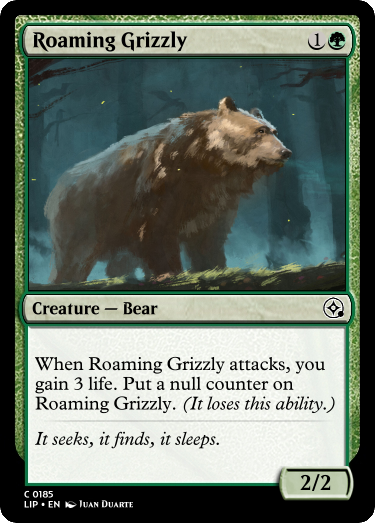 Roaming Grizzly 1
Creature — Bear
When Roaming Grizzly attacks, you
gain 3 life. Put a null counter on
Roaming Grizzly. (It loses this ability.)
It seeks, it finds, it sleeps.
2/2
C 0185
LIP • EN Juan Duarte